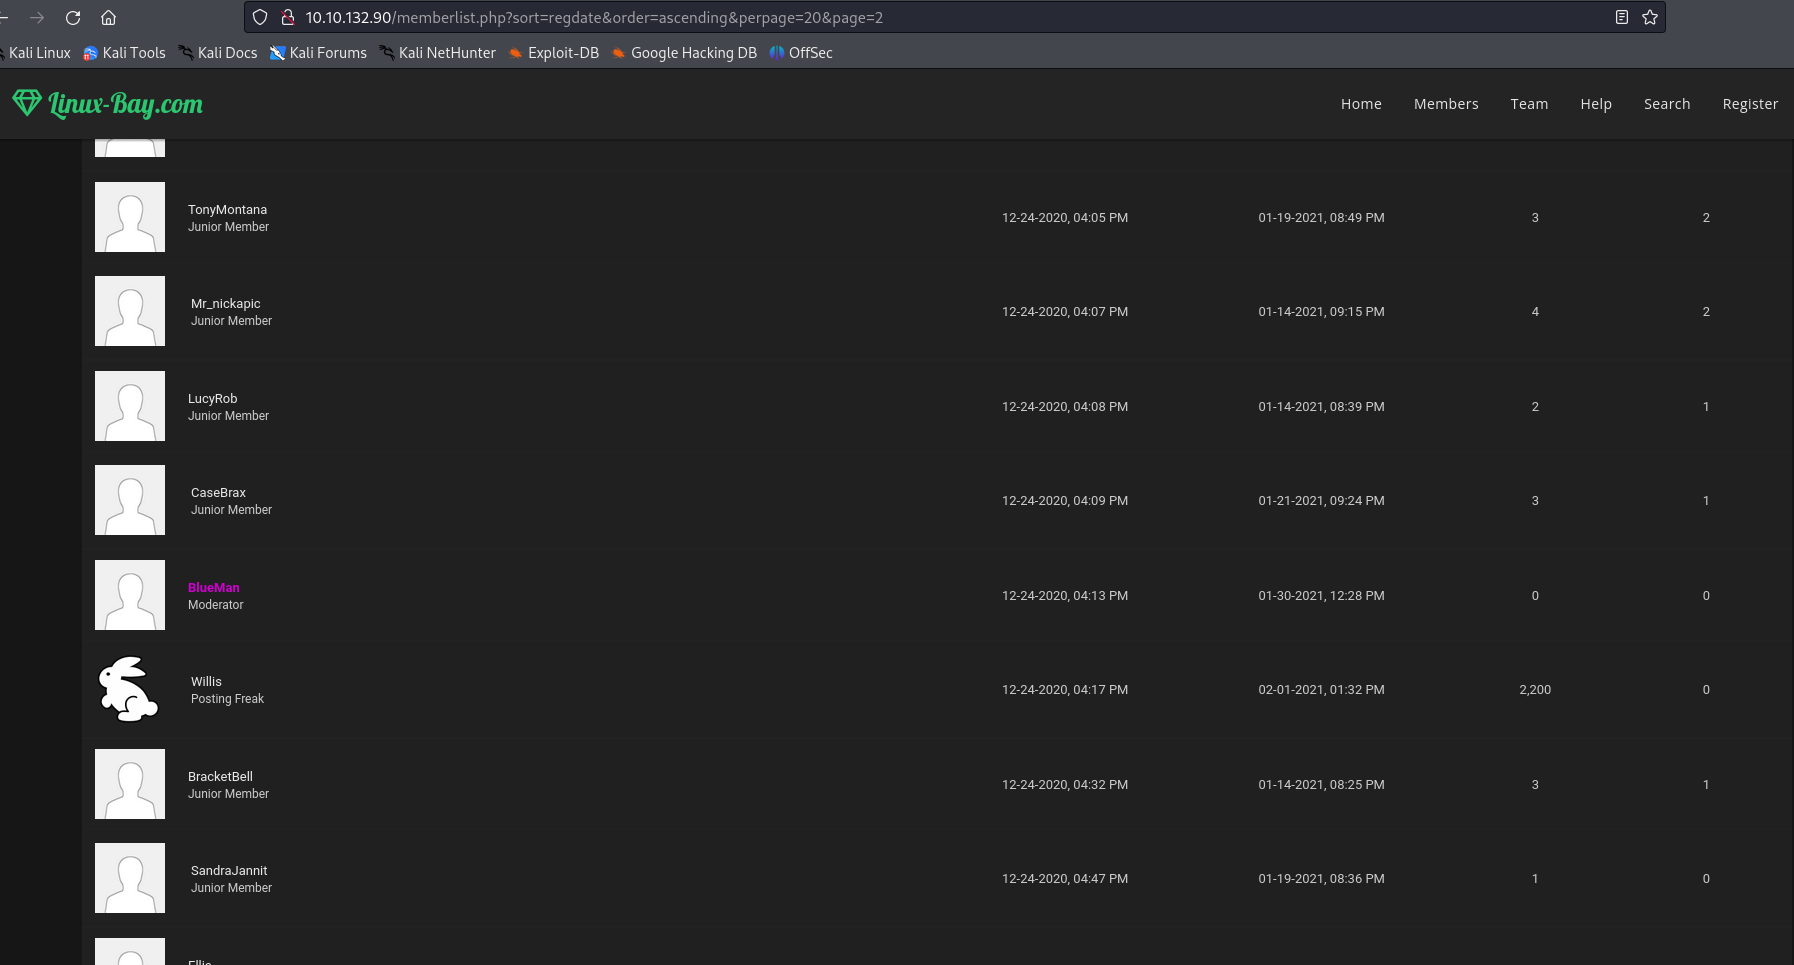 10.10.132.90/memberlist.php?sort=regdate&order=ascending&perpage=20&page=2
Kali Linux Kali Tools Kali Docs Kali Forums Kali NetHunter Exploit-DB Google Hacking DB OffSec
Linux-Bay.com Home Members Team Help Search Register
TonyMontana
Junior Member 12-24-2020, 04:05 PM 01-19-2021, 08:49 PM 3 2
Mr_nickapic
Junior Member 12-24-2020, 04:07 PM 01-14-2021, 09:15 PM 4 2
LucyRob
Junior Member 12-24-2020, 04:08 PM 01-14-2021, 08:39 PM 2 1
CaseBrax
Junior Member 12-24-2020, 04:09 PM 01-21-2021, 09:24 PM 3 1
BlueMan
Moderator 12-24-2020, 04:13 PM 01-30-2021, 12:28 PM 0 0
Willis
Posting Freak 12-24-2020, 04:17 PM 02-01-2021, 01:32 PM 2,200 0
BracketBell
Junior Member 12-24-2020, 04:32 PM 01-14-2021, 08:25 PM 3 1
SandraJannit
Junior Member 12-24-2020, 04:47 PM 01-19-2021, 08:36 PM 1 0